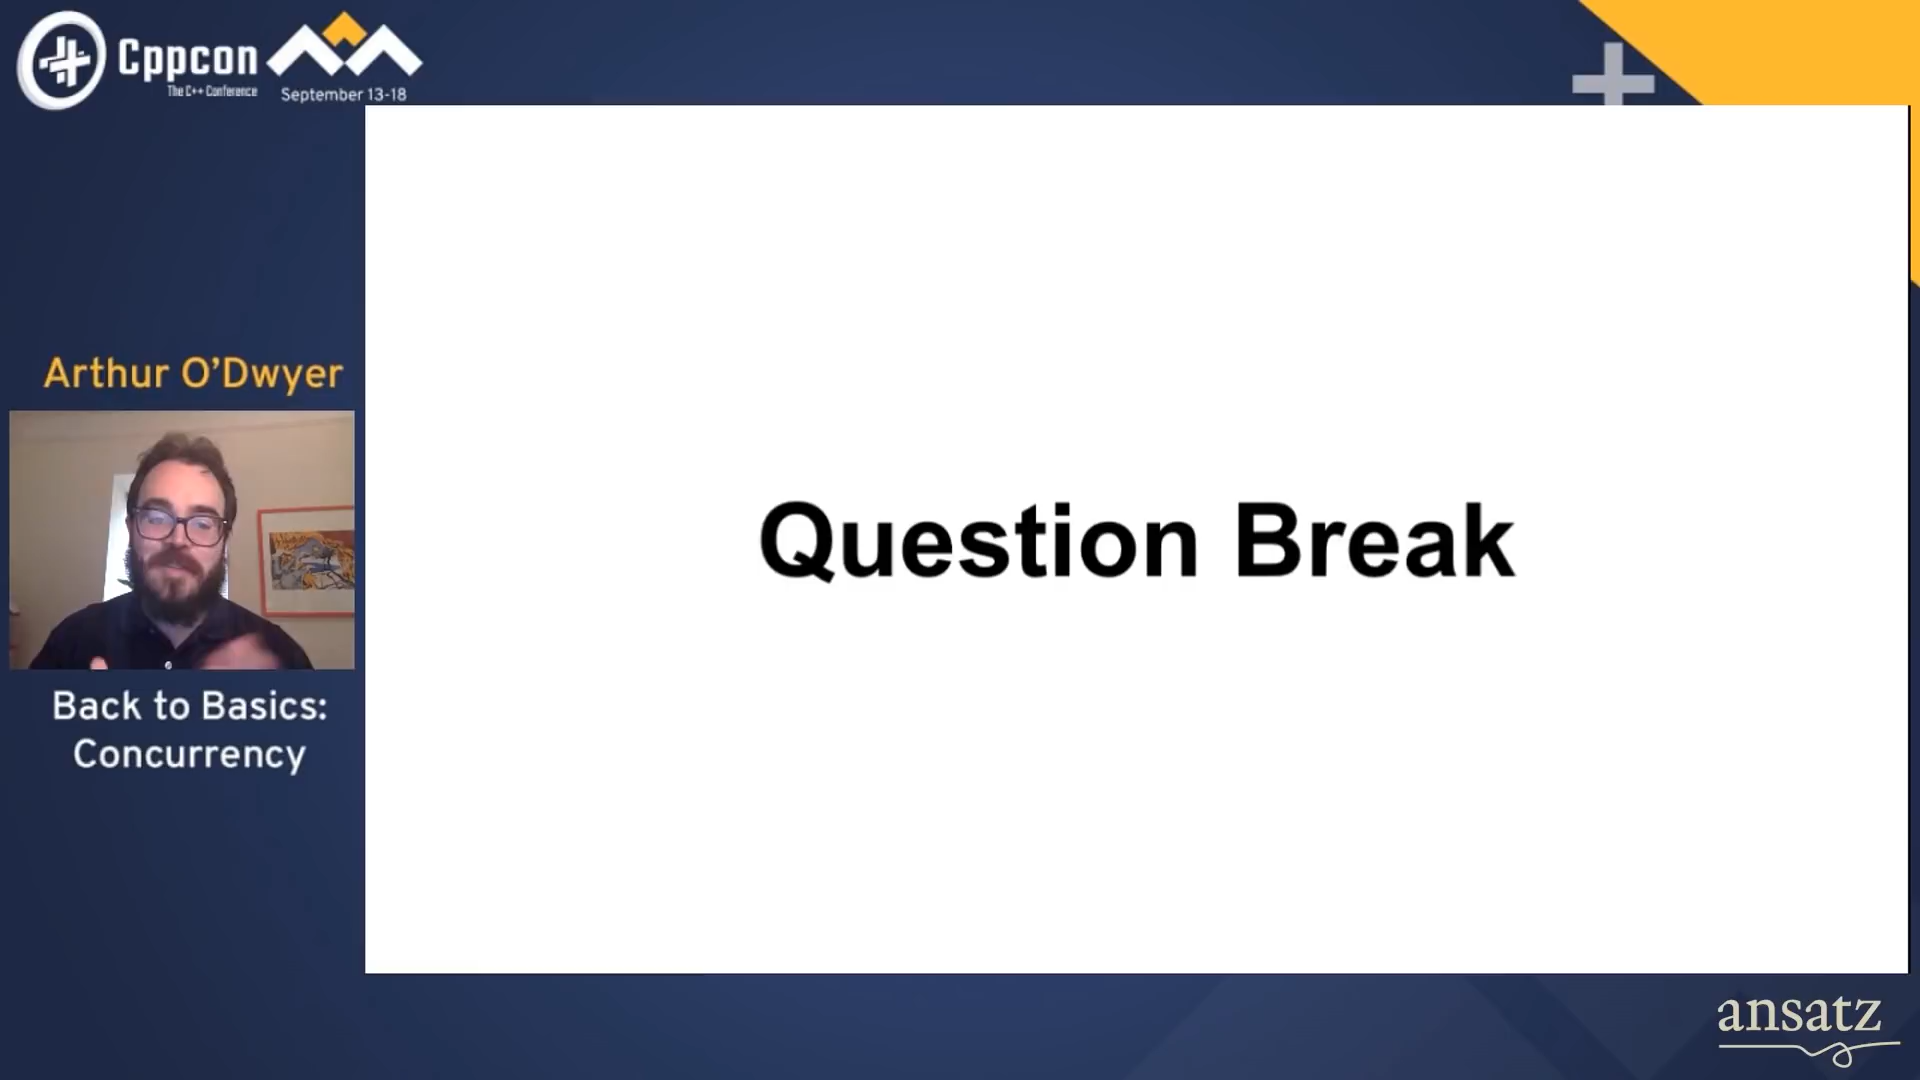 Cppcon
The C++ Conference
September 13-18
Arthur O'Dwyer
Back to Basics:
Concurrency
Question Break
ansatz